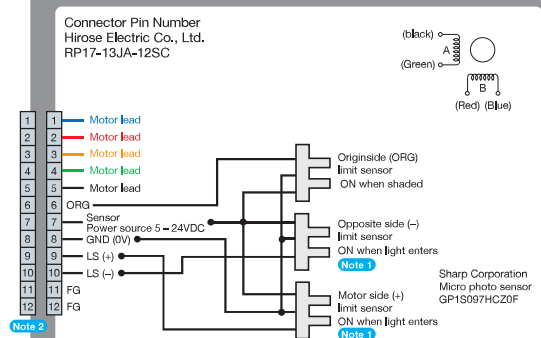 Connector Pin Number
Hirose Electric Co., Ltd.
RP17-13JA-12SC
(black)
A
(Green)
B
(Red) (Blue)
1 1 Motor lead
2 2 Motor lead
3 3 Motor lead
4 4 Motor lead
5 5 Motor lead
6 6 ORG
7 7 Sensor
Power source 5 – 24VDC
8 8 GND (0V)
9 9 LS (+)
10 10 LS (–)
11 11 FG
12 12 FG
Note 2
Originside (ORG)
limit sensor
ON when shaded
Opposite side (–)
limit sensor
ON when light enters
Note 1
Motor side (+)
limit sensor
ON when light enters
Note 1
Sharp Corporation
Micro photo sensor
GP1S097HCZ0F